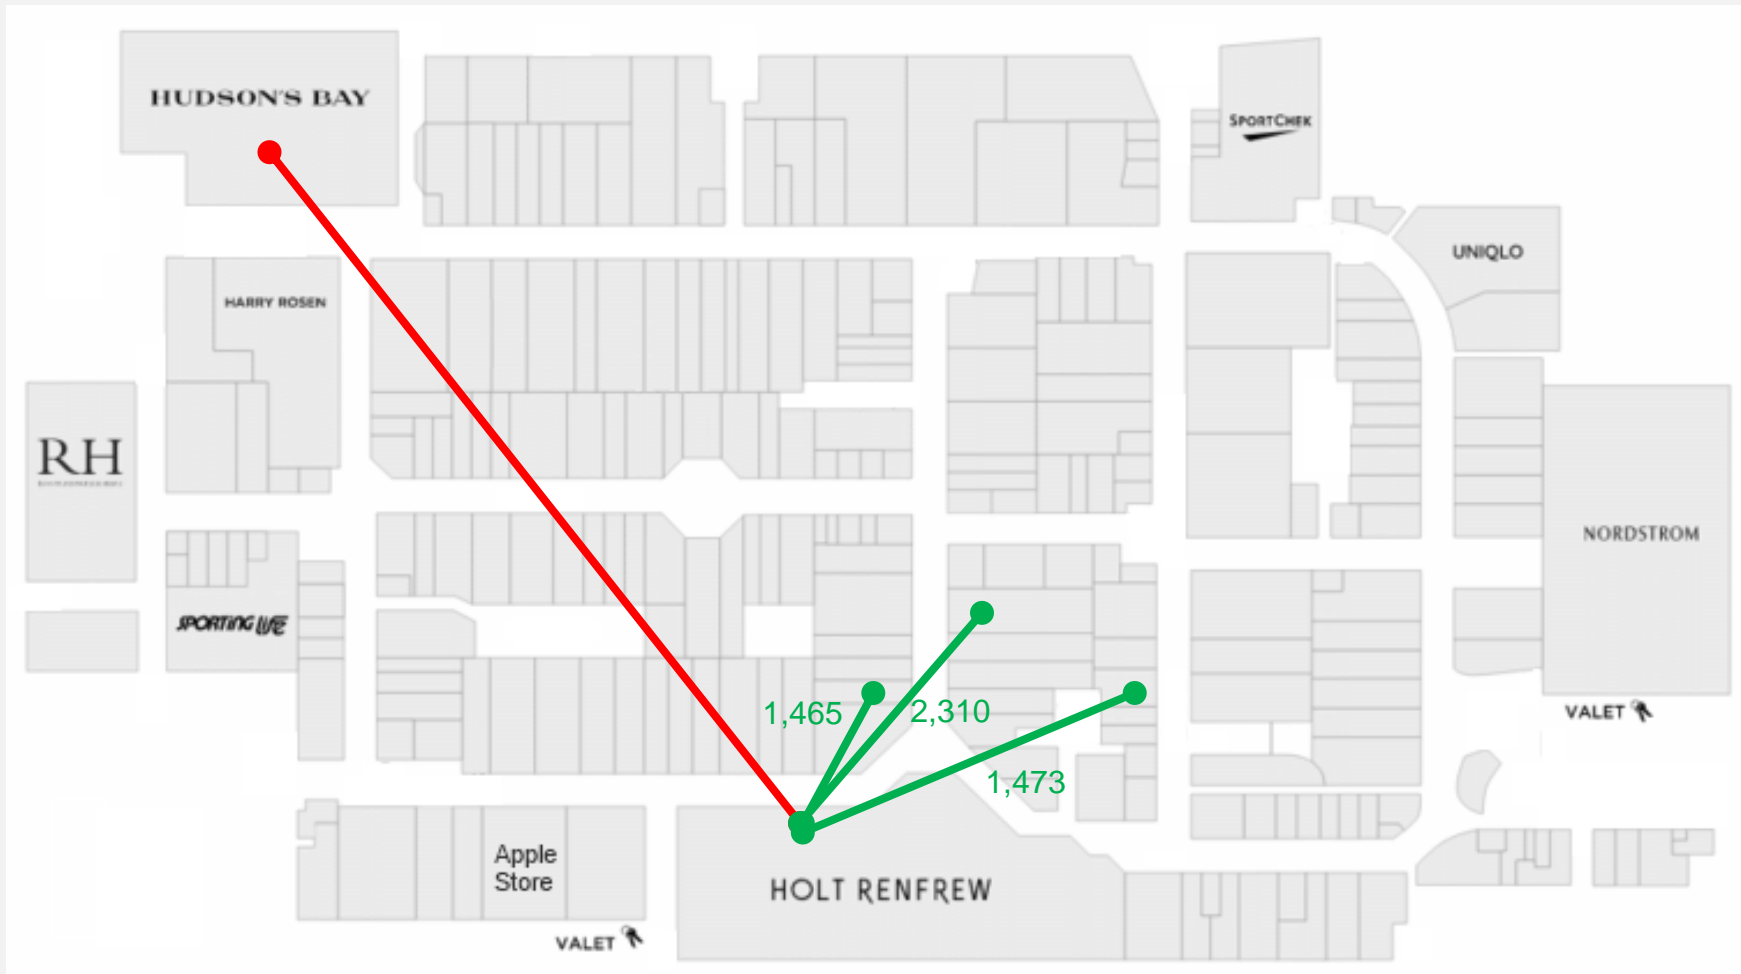 HUDSON'S BAY
SPORTCHEK
UNIQLO
HARRY ROSEN
RH
NORDSTROM
SPORTING LIFE
1,465
2,310
VALET
1,473
Apple
Store
HOLT RENFREW
VALET